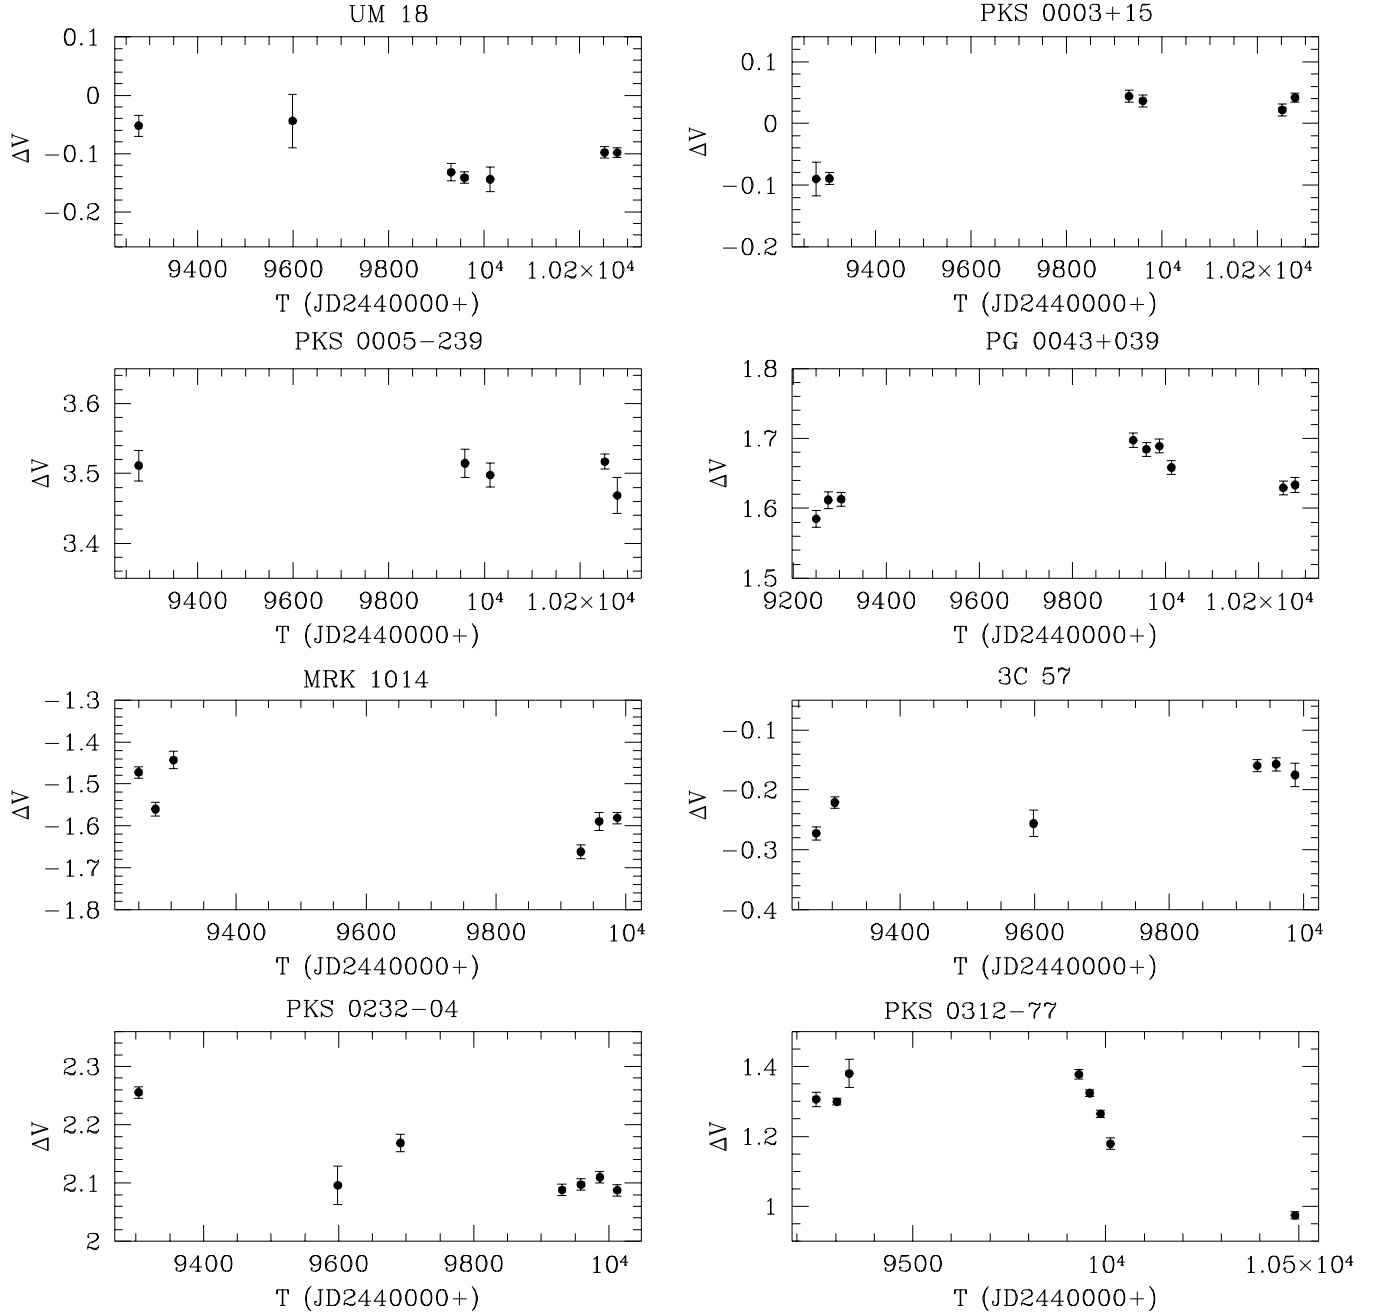 UM 18
0.1
0
−0.1
−0.2
ΔV
9400 9600 9800 10⁴ 1.02×10⁴
T (JD2440000+)
PKS 0003+15
0.1
0
−0.1
−0.2
ΔV
9400 9600 9800 10⁴ 1.02×10⁴
T (JD2440000+)
PKS 0005−239
3.6
3.5
3.4
ΔV
9400 9600 9800 10⁴ 1.02×10⁴
T (JD2440000+)
PG 0043+039
1.8
1.7
1.6
1.5
ΔV
9200 9400 9600 9800 10⁴ 1.02×10⁴
T (JD2440000+)
MRK 1014
−1.3
−1.4
−1.5
−1.6
−1.7
−1.8
ΔV
9400 9600 9800 10⁴
T (JD2440000+)
3C 57
−0.1
−0.2
−0.3
−0.4
ΔV
9400 9600 9800 10⁴
T (JD2440000+)
PKS 0232−04
2.3
2.2
2.1
2
ΔV
9400 9600 9800 10⁴
T (JD2440000+)
PKS 0312−77
1.4
1.2
1
ΔV
9500 10⁴ 1.05×10⁴
T (JD2440000+)